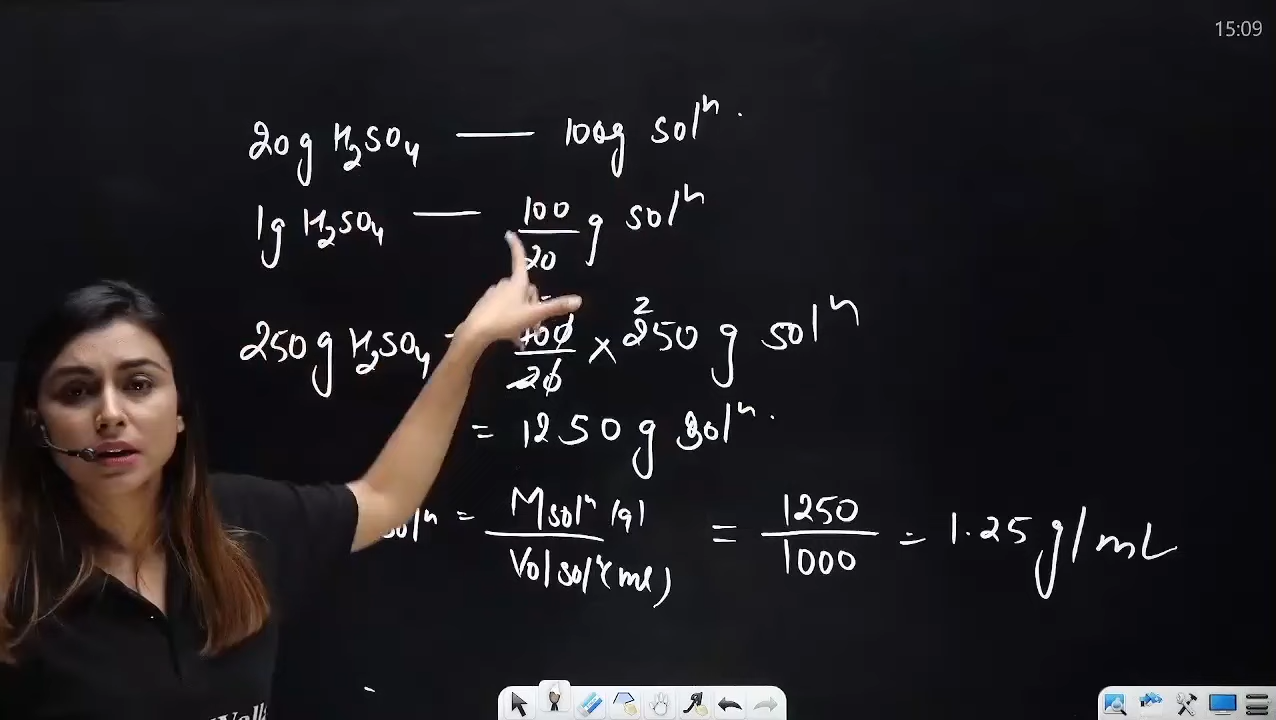 15:09
20g H₂SO₄ — 100g solⁿ.
1g H₂SO₄ — 100/20 g solⁿ
250g H₂SO₄ - 100/20 × 250 g solⁿ
= 1250 g solⁿ.
solⁿ = Msolⁿ (g) / Vol solⁿ (ml) = 1250/1000 = 1.25 g/mL